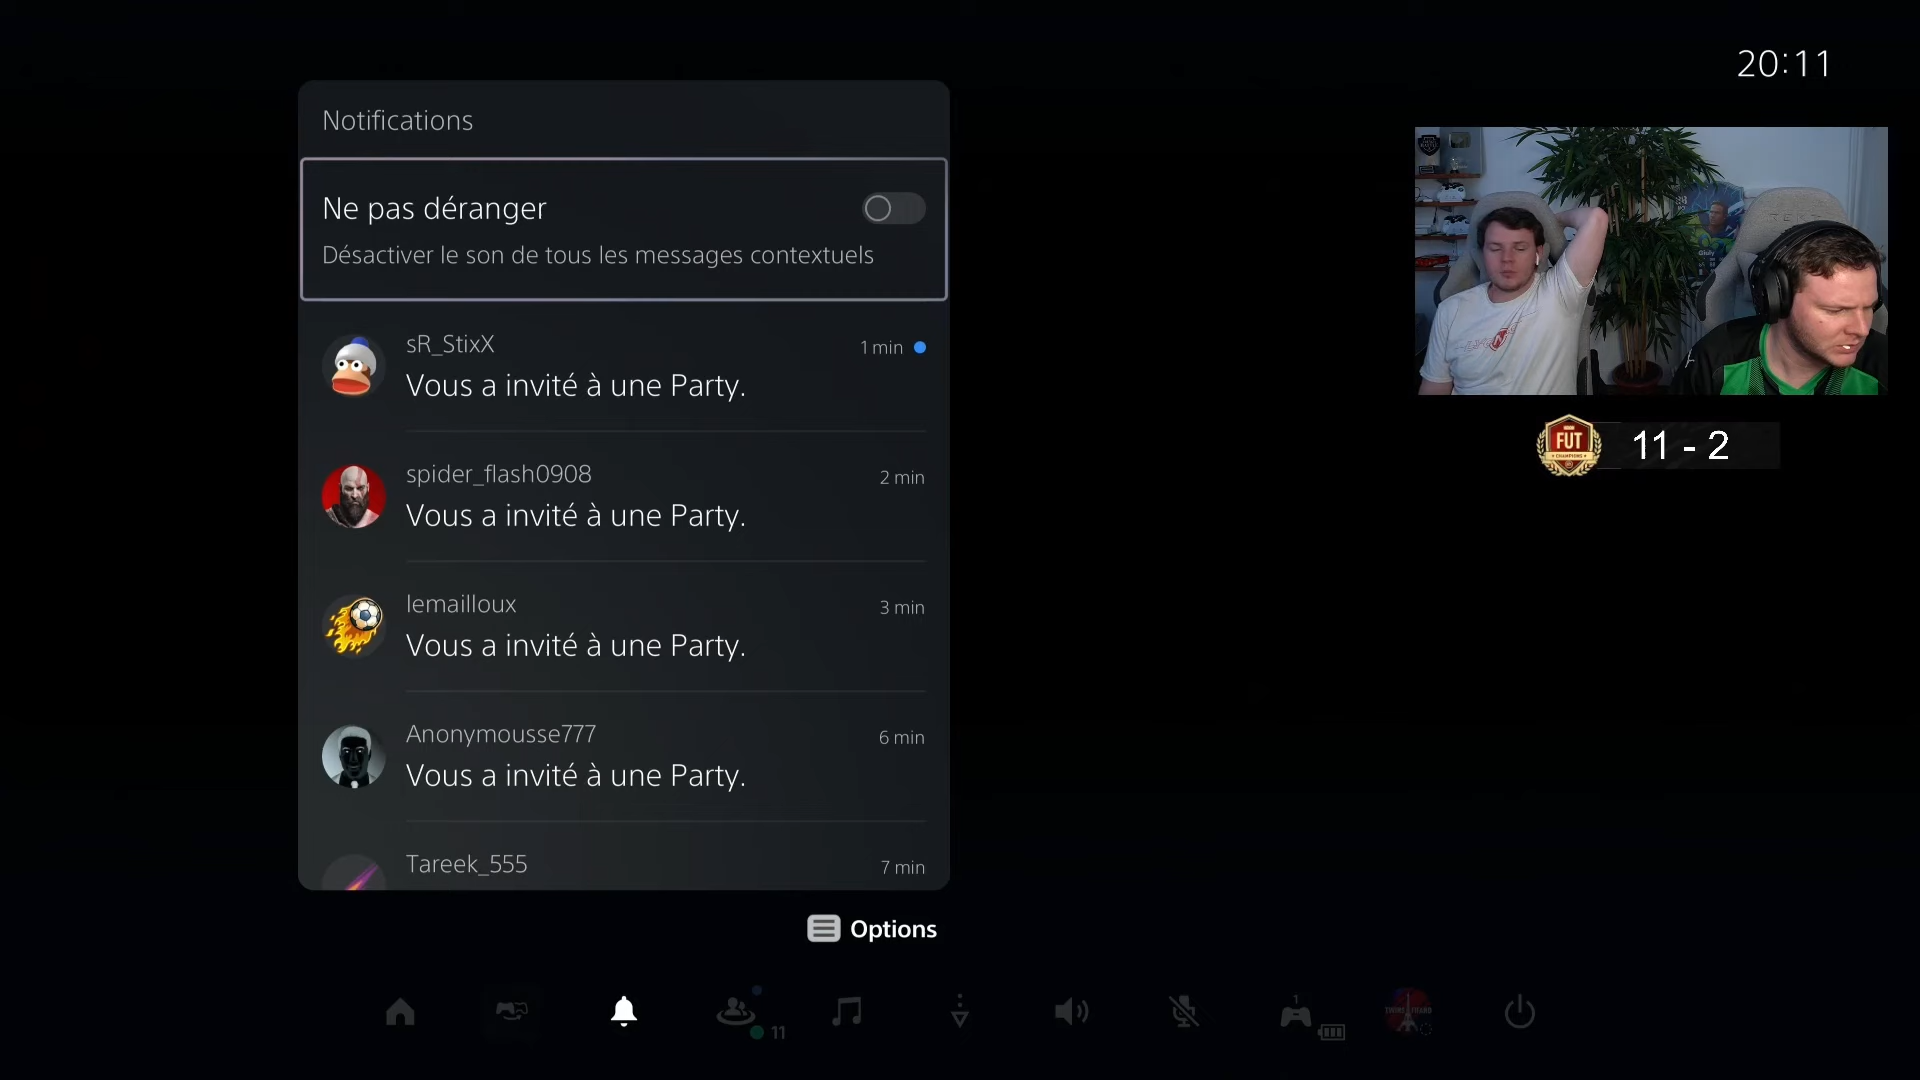 20:11
Notifications
Ne pas déranger
Désactiver le son de tous les messages contextuels
sR_StixX
1 min
Vous a invité à une Party.
spider_flash0908
2 min
Vous a invité à une Party.
lemailloux
3 min
Vous a invité à une Party.
Anonymousse777
6 min
Vous a invité à une Party.
Tareek_555
7 min
FUT
CHAMPIONS
11 - 2
Options
11
1